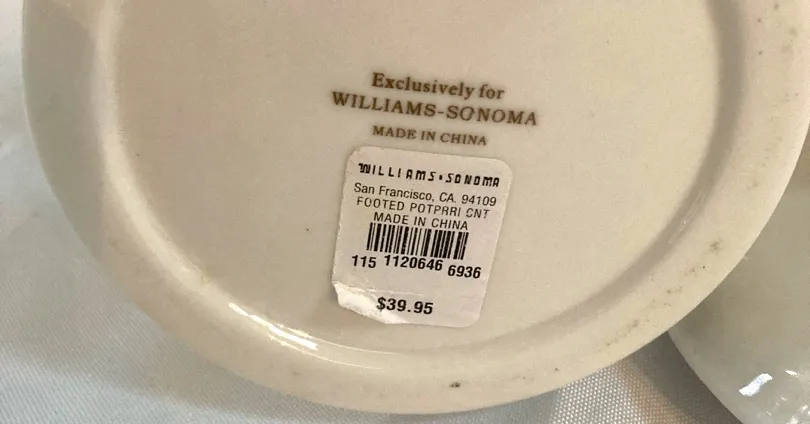 Exclusively for
WILLIAMS-SONOMA
MADE IN CHINA
WILLIAMS•SONOMA
San Francisco, CA. 94109
FOOTED POTPRRI CNT
MADE IN CHINA
115 1120646 6936
$39.95